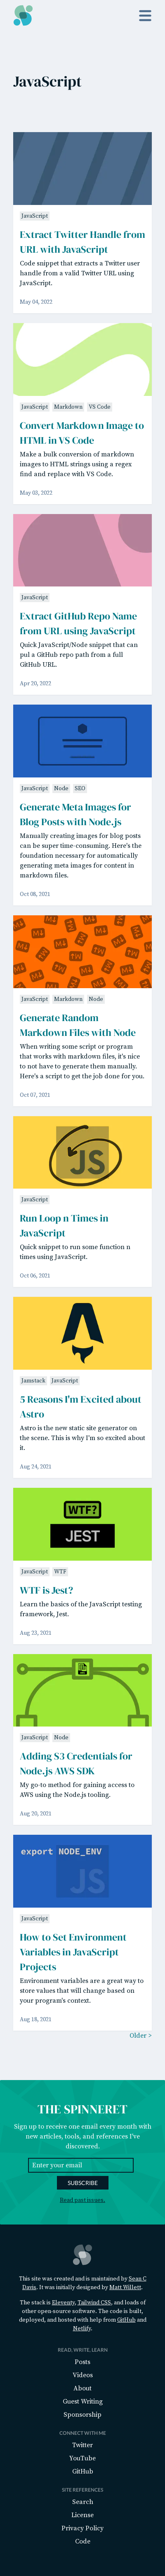 JavaScript
JavaScript
Extract Twitter Handle from
URL with JavaScript
Code snippet that extracts a Twitter user
handle from a valid Twitter URL using
JavaScript.
May 04, 2022
JavaScript Markdown VS Code
Convert Markdown Image to
HTML in VS Code
Make a bulk conversion of markdown
images to HTML strings using a regex
find and replace with VS Code.
May 03, 2022
JavaScript
Extract GitHub Repo Name
from URL using JavaScript
Quick JavaScript/Node snippet that can
pul a GitHub repo path from a full
GitHub URL.
Apr 20, 2022
JavaScript Node SEO
Generate Meta Images for
Blog Posts with Node.js
Manually creating images for blog posts
can be super time-consuming. Here's the
foundation necessary for automatically
generating meta images for content in
markdown files.
Oct 08, 2021
JavaScript Markdown Node
Generate Random
Markdown Files with Node
When writing some script or program
that works with markdown files, it's nice
to not have to generate them manually.
Here's a script to get the job done for you.
Oct 07, 2021
JS
JavaScript
Run Loop n Times in
JavaScript
Quick snippet to run some function n
times using JavaScript.
Oct 06, 2021
Jamstack JavaScript
5 Reasons I'm Excited about
Astro
Astro is the new static site generator on
the scene. This is why I'm so excited about
it.
Aug 24, 2021
WTF?
JEST
JavaScript WTF
WTF is Jest?
Learn the basics of the JavaScript testing
framework, Jest.
Aug 23, 2021
JavaScript Node
Adding S3 Credentials for
Node.js AWS SDK
My go-to method for gaining access to
AWS using the Node.js tooling.
Aug 20, 2021
export NODE_ENV
JS
JavaScript
How to Set Environment
Variables in JavaScript
Projects
Environment variables are a great way to
store values that will change based on
your program's context.
Aug 18, 2021
Older >
THE SPINNERET
Sign up to receive one email every month with
new articles, tools, and references I've
discovered.
Enter your email
SUBSCRIBE
Read past issues.
This site was created and is maintained by Sean C
Davis. It was initially designed by Matt Willett.
The stack is Eleventy, Tailwind CSS, and loads of
other open-source software. The code is built,
deployed, and hosted with help from GitHub and
Netlify.
READ, WRITE, LEARN
Posts
Videos
About
Guest Writing
Sponsorship
CONNECT WITH ME
Twitter
YouTube
GitHub
SITE REFERENCES
Search
License
Privacy Policy
Code